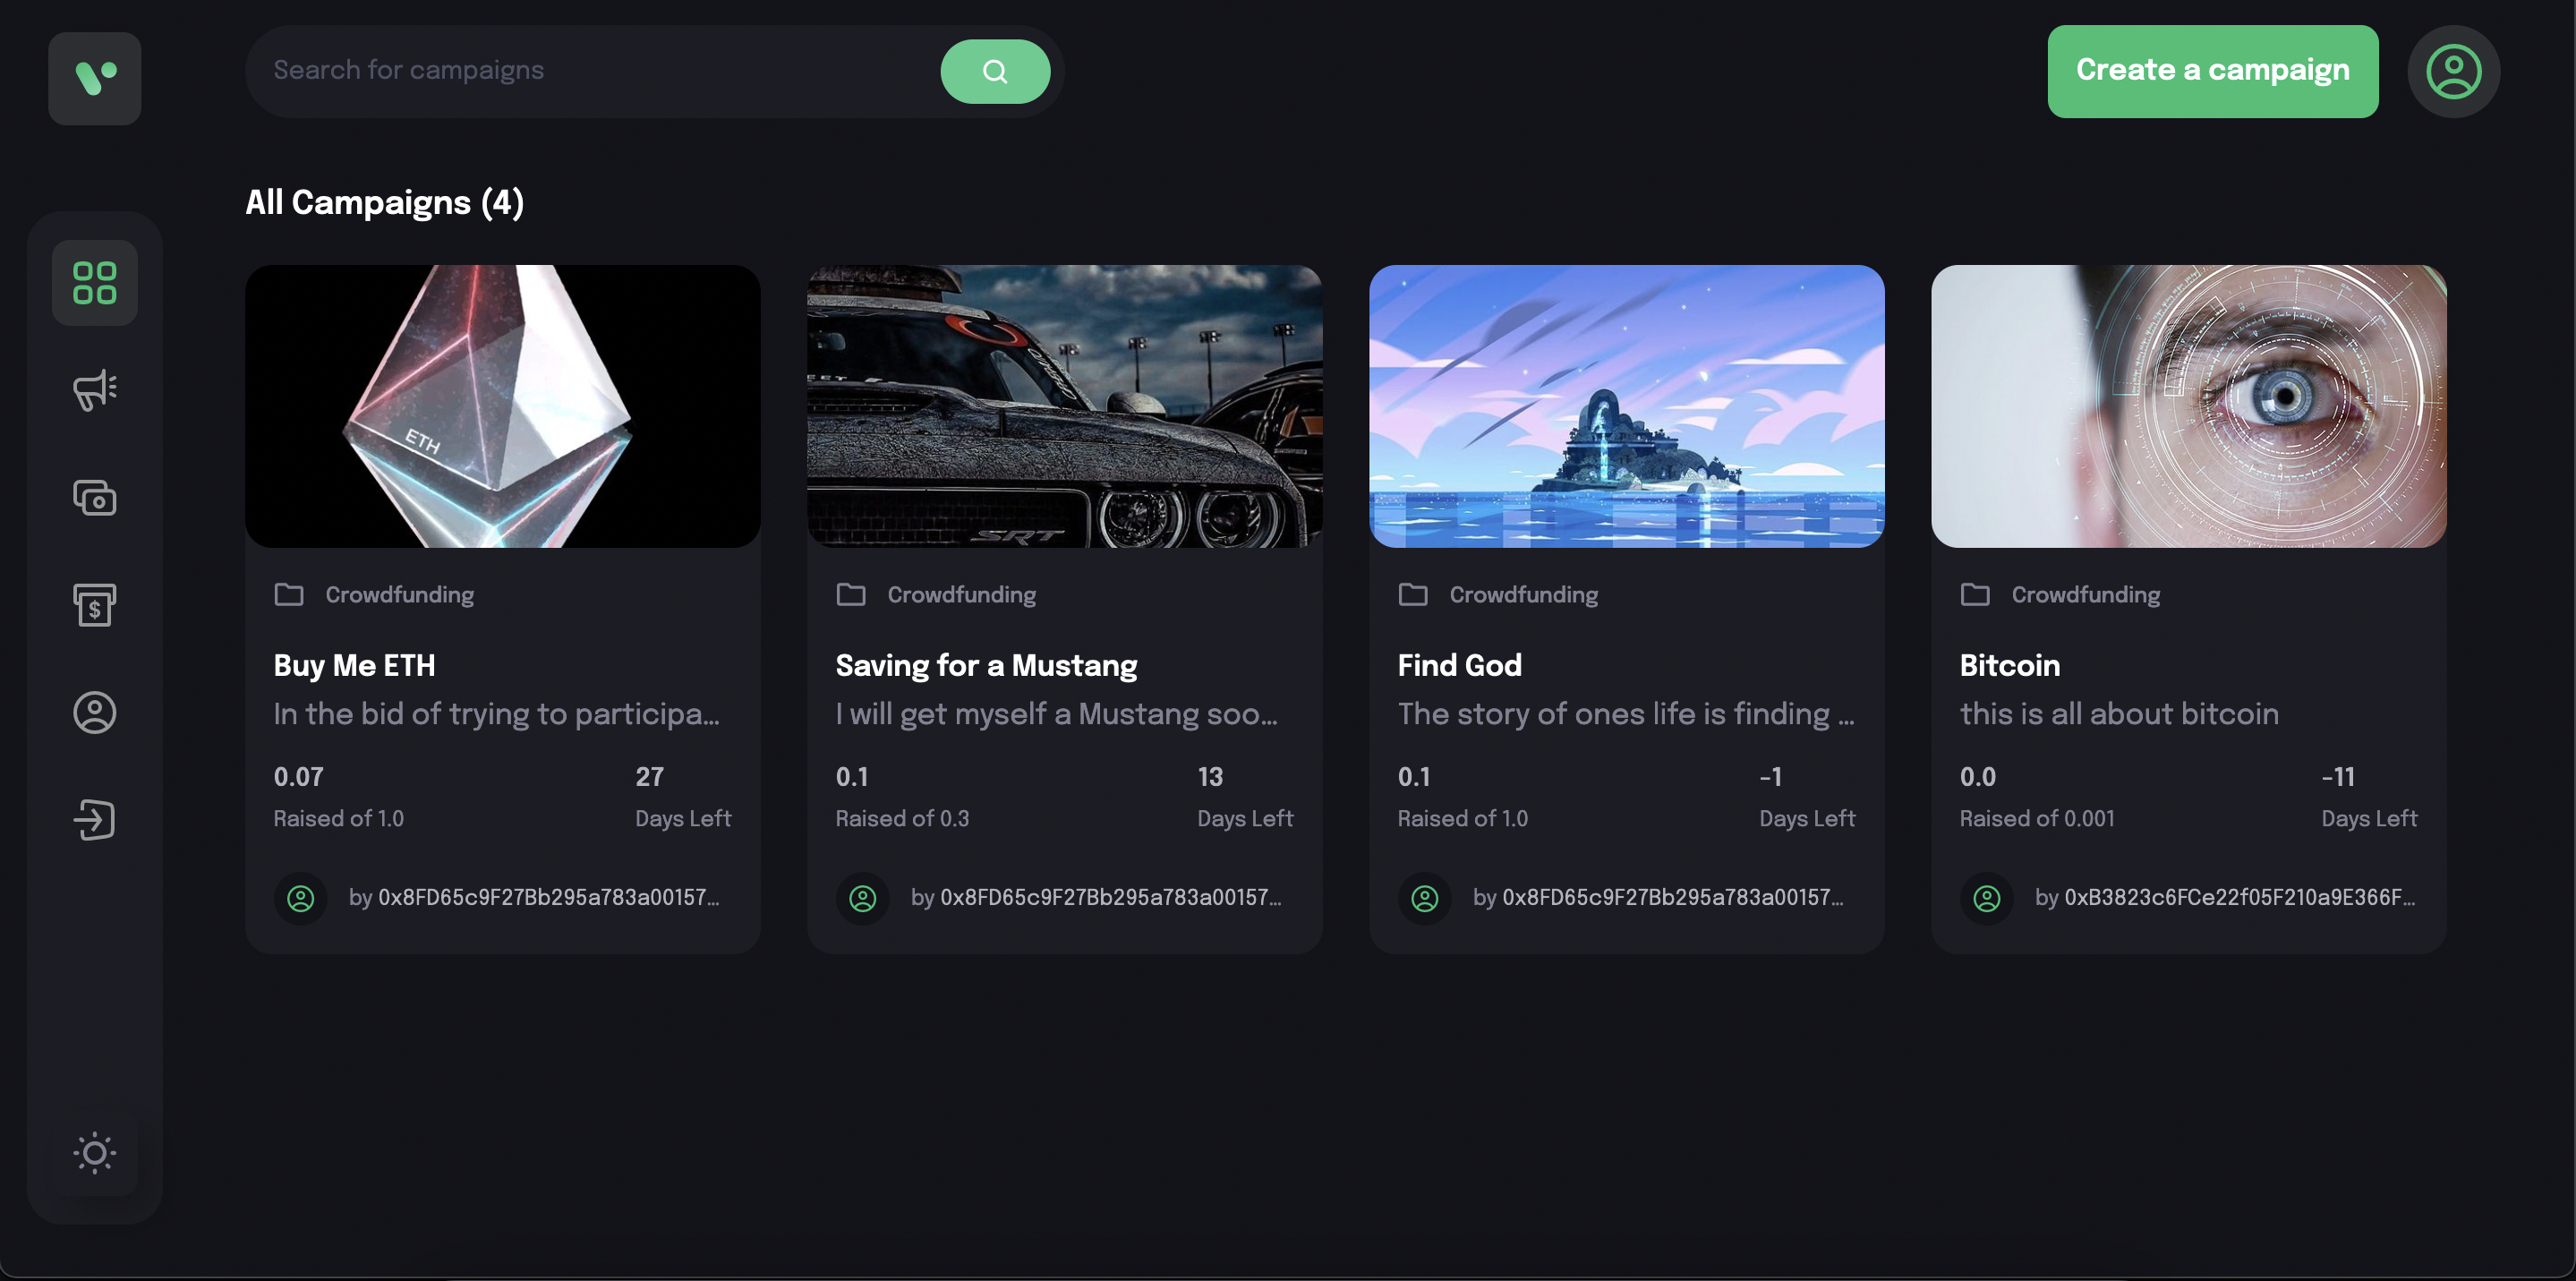 Search for campaigns
Create a campaign
All Campaigns (4)
ETH
Crowdfunding
Buy Me ETH
In the bid of trying to participa...
0.07
27
Raised of 1.0
Days Left
by 0x8FD65c9F27Bb295a783a00157...
SRT
Crowdfunding
Saving for a Mustang
I will get myself a Mustang soo...
0.1
13
Raised of 0.3
Days Left
by 0x8FD65c9F27Bb295a783a00157...
Crowdfunding
Find God
The story of ones life is finding ...
0.1
-1
Raised of 1.0
Days Left
by 0x8FD65c9F27Bb295a783a00157...
Crowdfunding
Bitcoin
this is all about bitcoin
0.0
-11
Raised of 0.001
Days Left
by 0xB3823c6FCe22f05F210a9E366F...